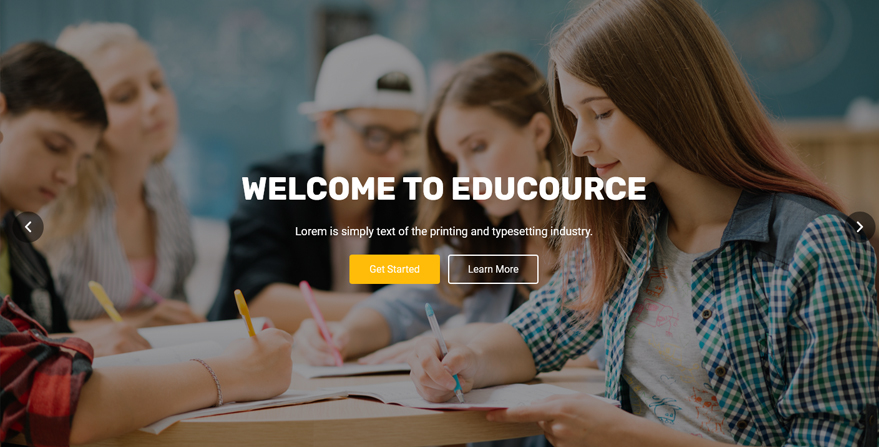 WELCOME TO EDUCOURCE
Lorem is simply text of the printing and typesetting industry.
Get Started
Learn More